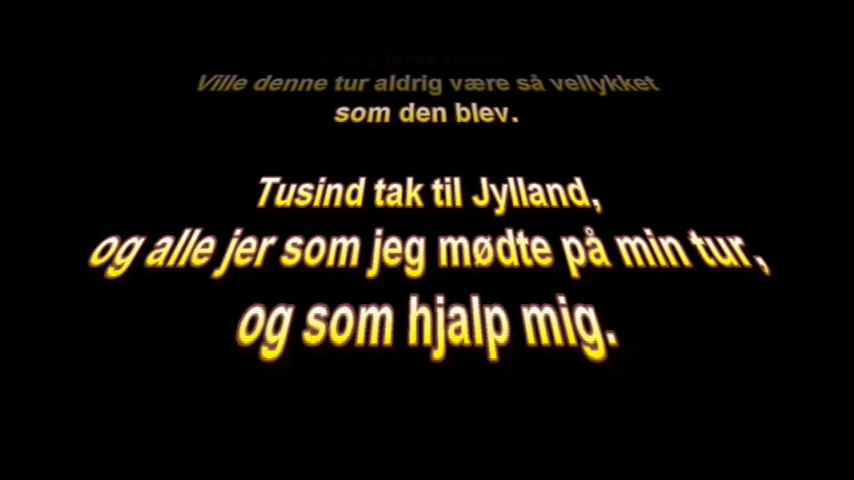 Ville denne tur aldrig være så vellykket
som den blev.
Tusind tak til Jylland,
og alle jer som jeg mødte på min tur,
og som hjalp mig.